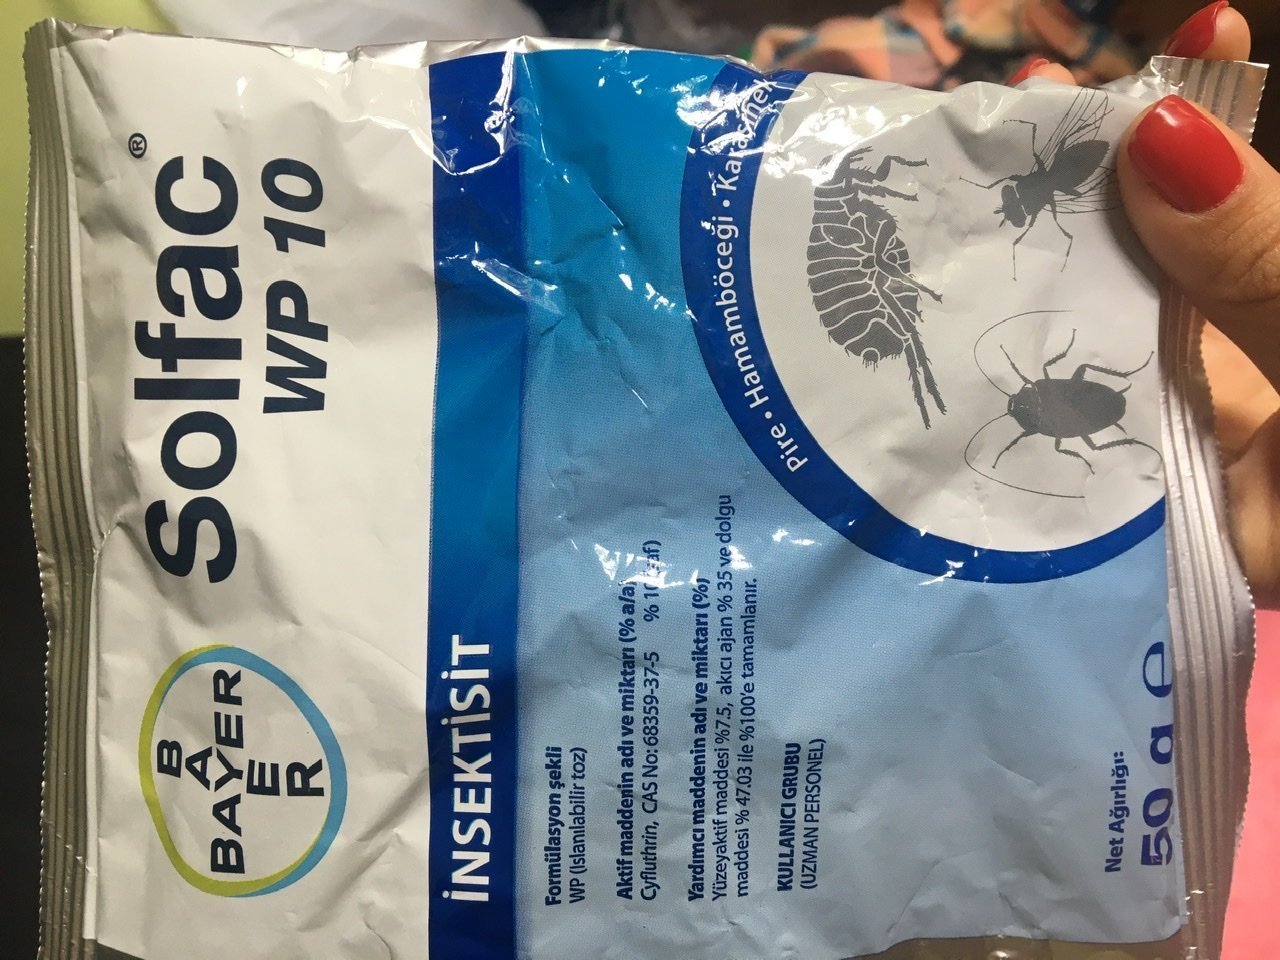 Solfac®
WP 10
BAYER
BAYER
İNSEKTİSİT
Formülasyon şekli
WP (Islanılabilir toz)
Aktif maddenin adı ve miktarı (% a/a)
Cyfluthrin, CAS No: 68359-37-5 % 10
Yardımcı maddenin adı ve miktarı (%)
Yüzeyaktif maddesi %7.5, akıcı ajan % 35 ve dolgu
maddesi % 47.03 ile %100'e tamamlanır.
KULLANICI GRUBU
(UZMAN PERSONEL)
Pire • Hamamböceği •
Net Ağırlığı:
50 g e